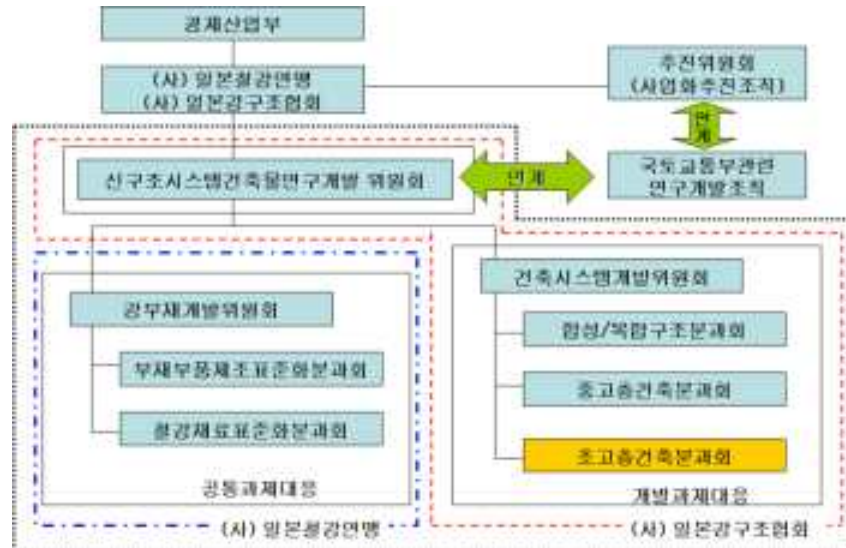 경제산업부
(사) 일본철강연맹
(사) 일본강구조협회
추진위원회
(사업화추진조직)
연계
신구조시스템건축물연구개발 위원회
연계
국토교통부관련
연구개발조직
강부재개발위원회
부재부품제조표준화분과회
철강재료표준화분과회
공통과제대응
(사) 일본철강연맹
건축시스템개발위원회
합성/복합구조분과회
중고층건축분과회
초고층건축분과회
개발과제대응
(사) 일본강구조협회